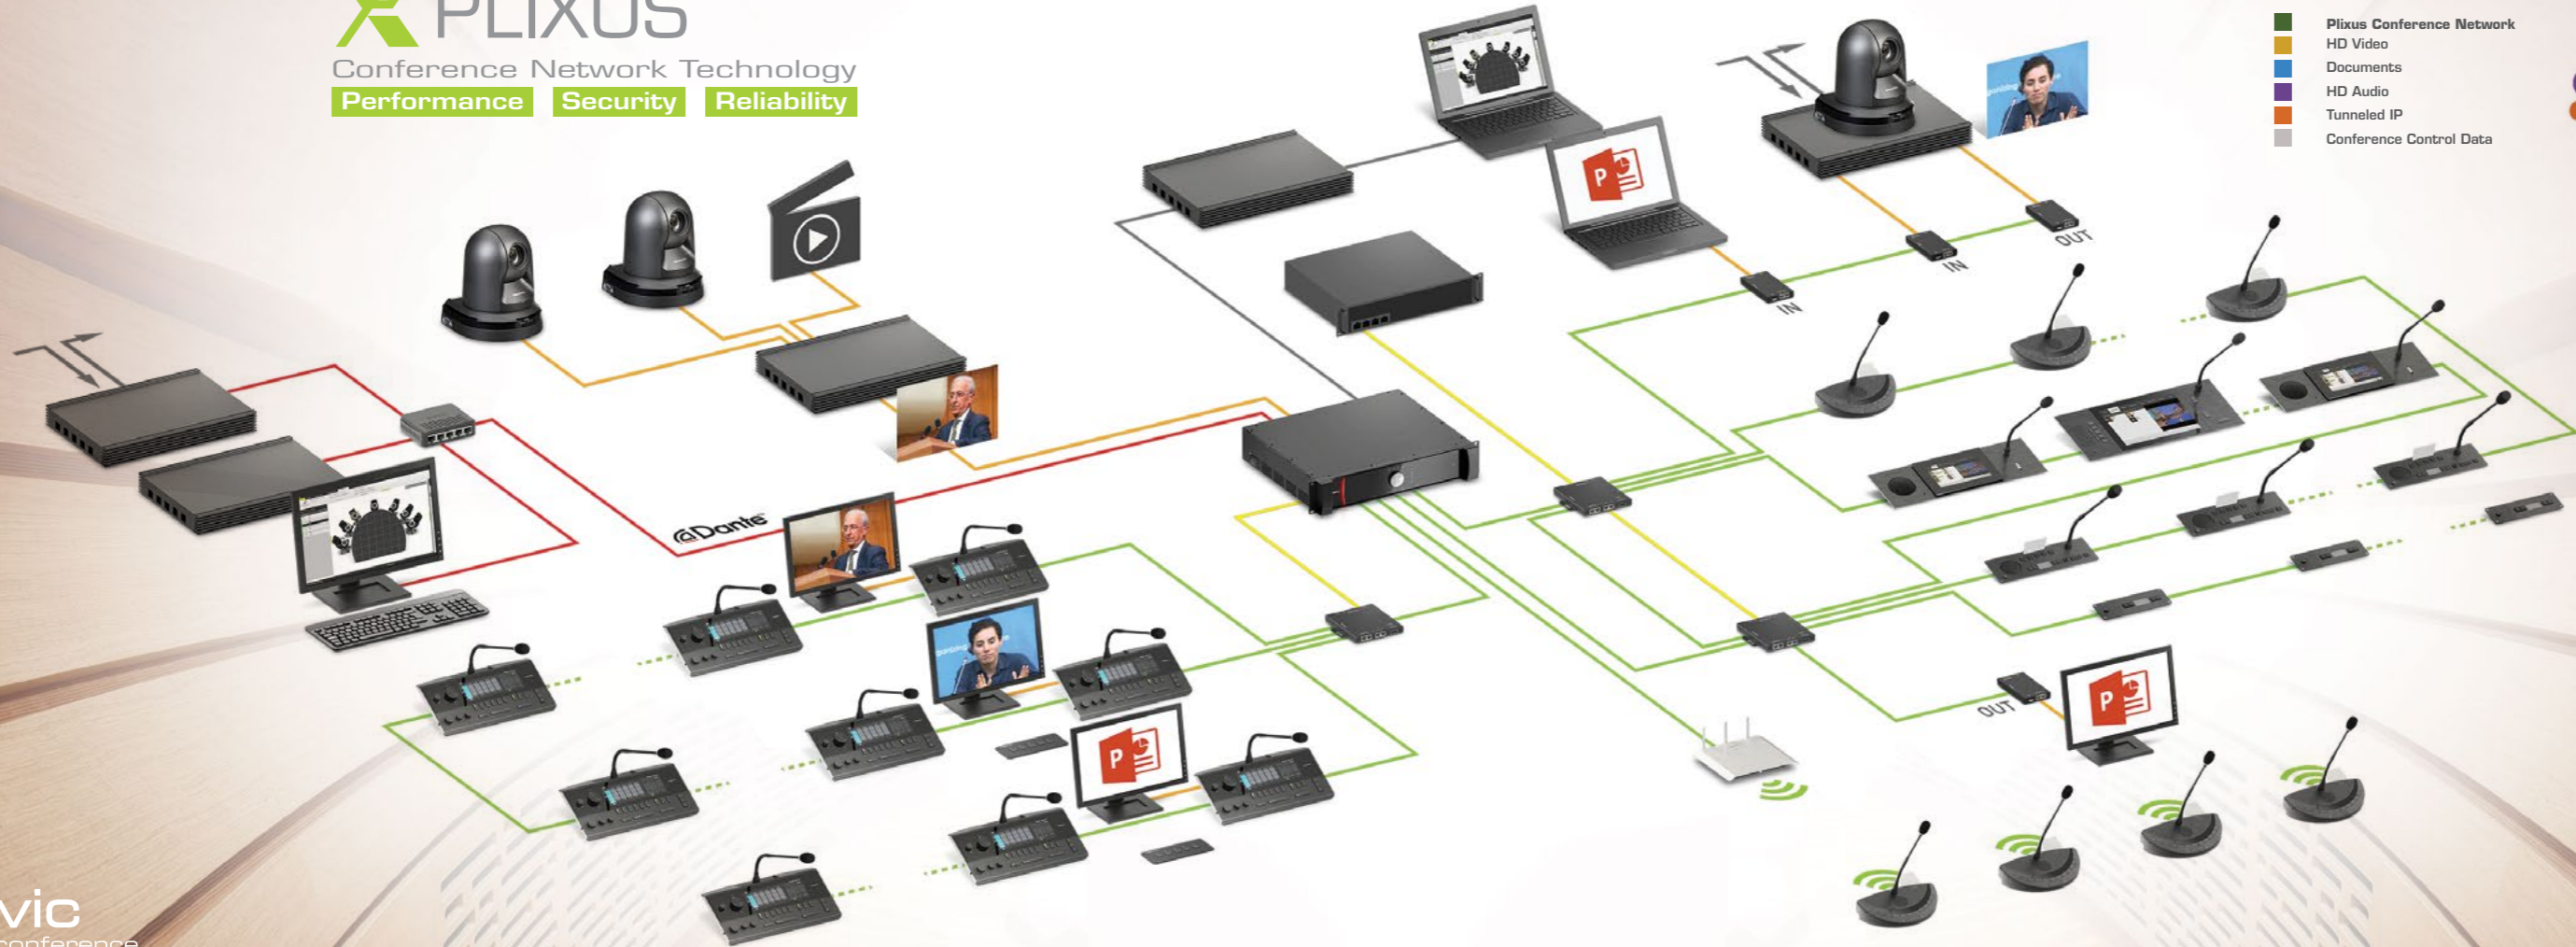 PLIXUS
Conference Network Technology
Performance Security Reliability
Plixus Conference Network
HD Video
Documents
HD Audio
Tunneled IP
Conference Control Data
P
OUT
IN
IN
Dante
P
OUT
P
vic
conference